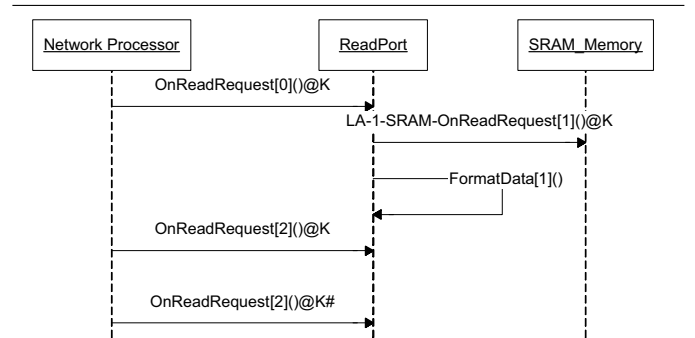 Network Processor
ReadPort
SRAM_Memory
OnReadRequest[0]()@K
LA-1-SRAM-OnReadRequest[1]()@K
FormatData[1]()
OnReadRequest[2]()@K
OnReadRequest[2]()@K#